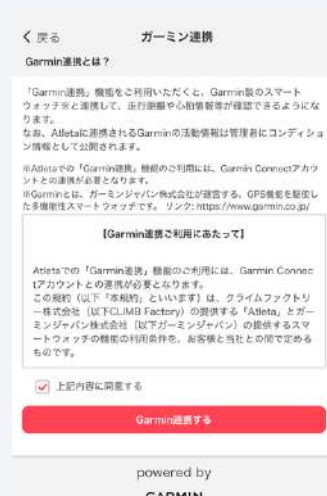 戻る
ガーミン連携
Garmin連携とは?
「Garmin連携」機能をご利用いただくと、Garmin製のスマート
ウォッチ※と連携して、走行距離や心拍情報等が確認できるようにな
ります。
なお、Atletaに連携されるGarminの活動情報は管理者にコンディショ
ン情報として公開されます。
※Atletaでの「Garmin連携」機能のご利用には、Garmin Connectアカウ
ントとの連携が必要となります。
※Garminとは、ガーミンジャパン株式会社が運営する、GPS機能を駆使し
た多機能性スマートウォッチです。 リンク: https://www.garmin.co.jp/
【Garmin連携ご利用にあたって】
Atletaでの「Garmin連携」機能のご利用には、Garmin Connec
tアカウントとの連携が必要となります。
この規約(以下「本規約」といいます)は、クライムファクトリ
ー株式会社(以下CLIMB Factory)の提供する「Atleta」とガー
ミンジャパン株式会社(以下ガーミンジャパン)の提供するスマ
ートウォッチの機能の利用条件を、お客様と当社との間で定める
ものです。
上記内容に同意する
Garmin連携する
powered by
GARMIN